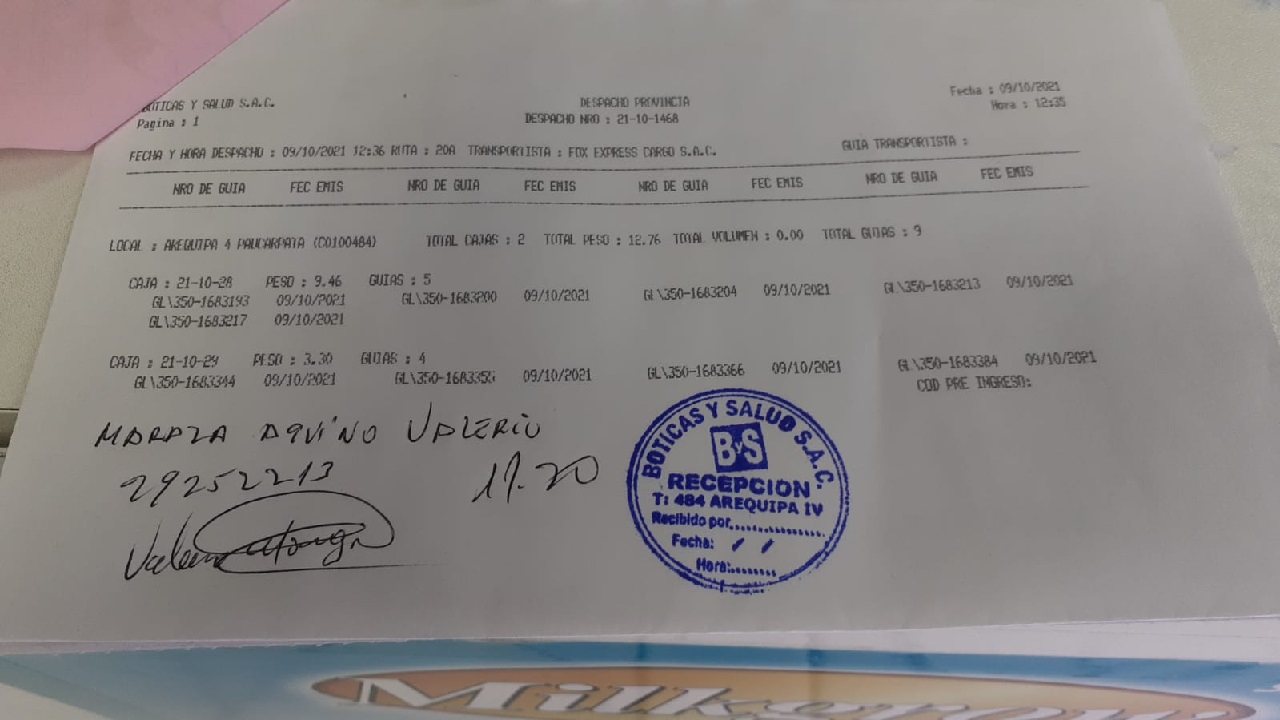 BOTICAS Y SALUD S.A.C. DESPACHO PROVINCIA Fecha : 09/10/2021
Pagina : 1 DESPACHO NRO : 21-10-1468 Hora : 12:35
FECHA Y HORA DESPACHO : 09/10/2021 12:36 RUTA : 20A TRANSPORTISTA : FOX EXPRESS CARGO S.A.C. GUIA TRANSPORTISTA :
NRO DE GUIA FEC EMIS NRO DE GUIA FEC EMIS NRO DE GUIA FEC EMIS NRO DE GUIA FEC EMIS
LOCAL : AREQUIPA 4 PAUCARPATA (C0100484) TOTAL CAJAS : 2 TOTAL PESO : 12.76 TOTAL VOLUMEN : 0.00 TOTAL GUIAS : 9
CAJA : 21-10-28 PESO : 9.46 GUIAS : 5
GL\350-1683193 09/10/2021 GL\350-1683200 09/10/2021 GL\350-1683204 09/10/2021 GL\350-1683213 09/10/2021
GL\350-1683217 09/10/2021
CAJA : 21-10-29 PESO : 3.30 GUIAS : 4
GL\350-1683344 09/10/2021 09/10/2021 GL\350-1683366 09/10/2021 GL\350-1683384 09/10/2021
COD PRE INGRESO:
VALERIO
29252213
BOTICAS Y SALUD S.A.C.
ByS
RECEPCION
T: 484 AREQUIPA IV
Recibido por
Fecha: / /
Hora: